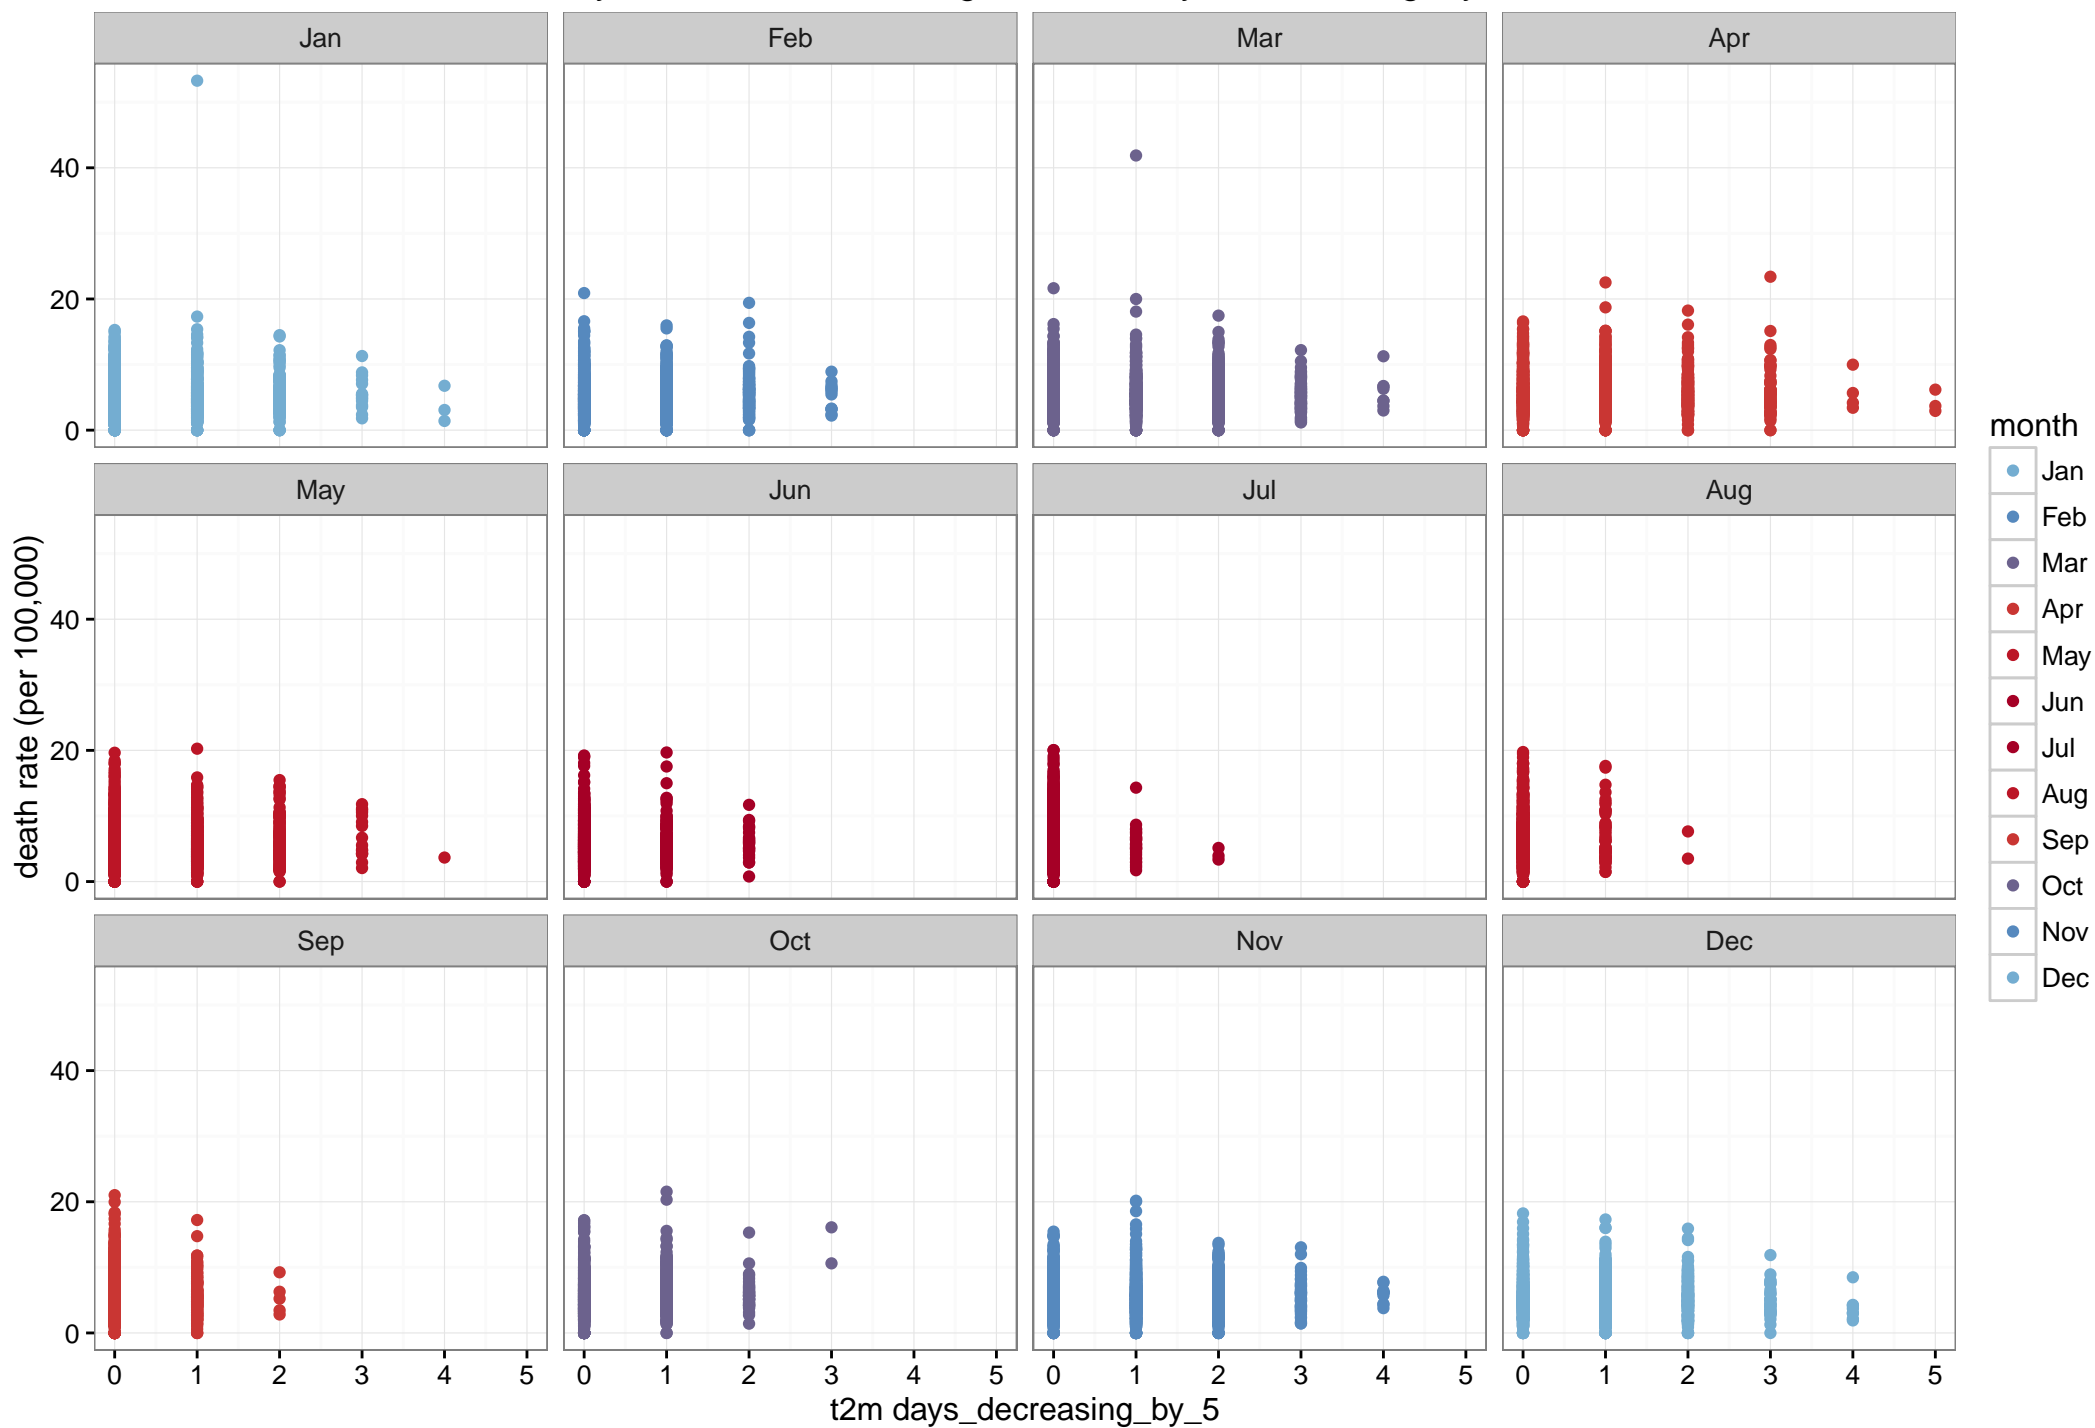 Jan Feb Mar Apr
40
20
0
May Jun Jul Aug
40
20
0
Sep Oct Nov Dec
40
20
0
0 1 2 3 4 5 0 1 2 3 4 5 0 1 2 3 4 5 0 1 2 3 4 5
t2m days_decreasing_by_5
death rate (per 100,000)
month
Jan
Feb
Mar
Apr
May
Jun
Jul
Aug
Sep
Oct
Nov
Dec